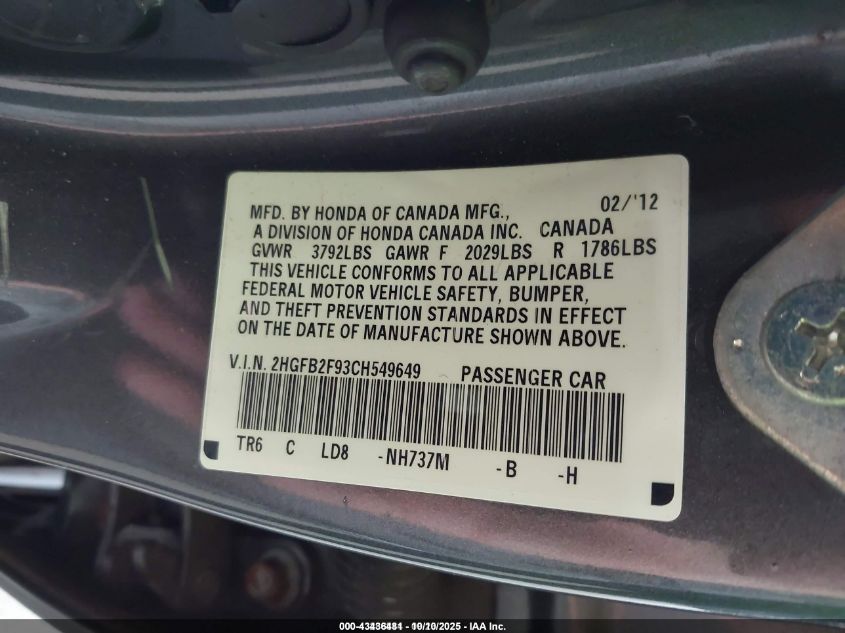 02/'12
MFD. BY HONDA OF CANADA MFG.,
A DIVISION OF HONDA CANADA INC. CANADA
GVWR 3792LBS GAWR F 2029LBS R 1786LBS
THIS VEHICLE CONFORMS TO ALL APPLICABLE
FEDERAL MOTOR VEHICLE SAFETY, BUMPER,
AND THEFT PREVENTION STANDARDS IN EFFECT
ON THE DATE OF MANUFACTURE SHOWN ABOVE.
V.I.N. 2HGFB2F93CH549649 PASSENGER CAR
TR6 C LD8 -NH737M -B -H
- IAA Inc.